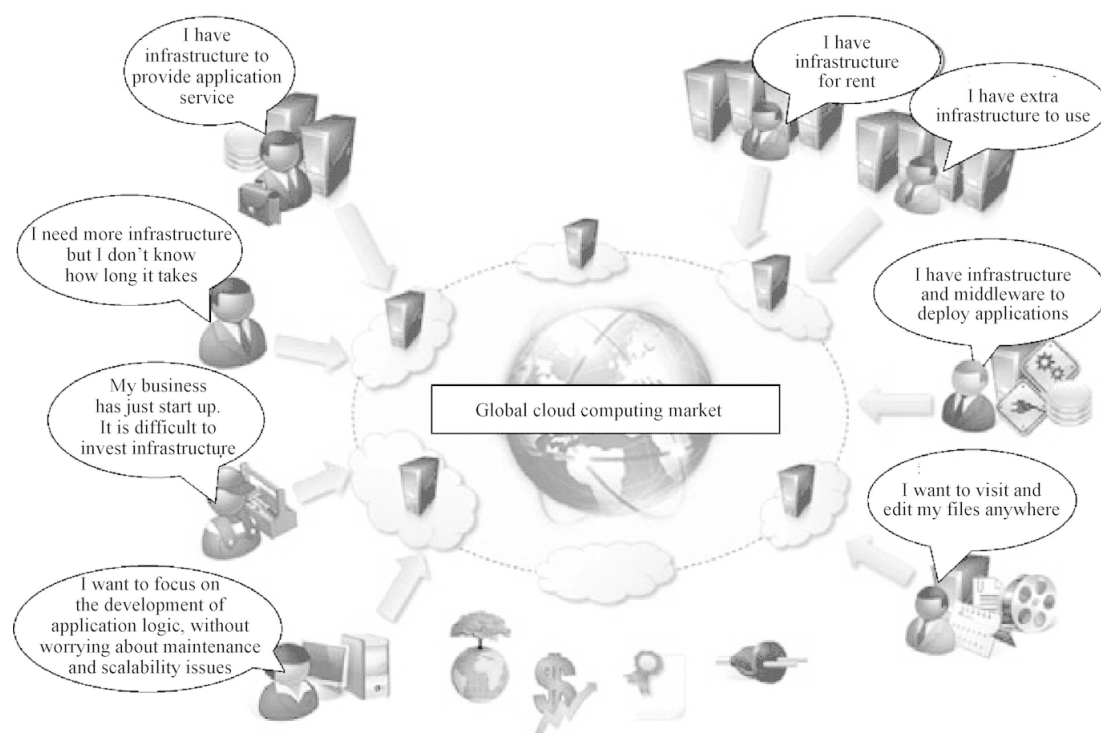 I have
infrastructure to
provide application
service
I have
infrastructure
for rent
I have extra
infrastructure to use
I need more infrastructure
but I don't know
how long it takes
I have infrastructure
and middleware to
deploy applications
My business
has just start up.
It is difficult to
invest infrastructure
Global cloud computing market
I want to visit and
edit my files anywhere
I want to focus on
the development of
application logic, without
worrying about maintenance
and scalability issues